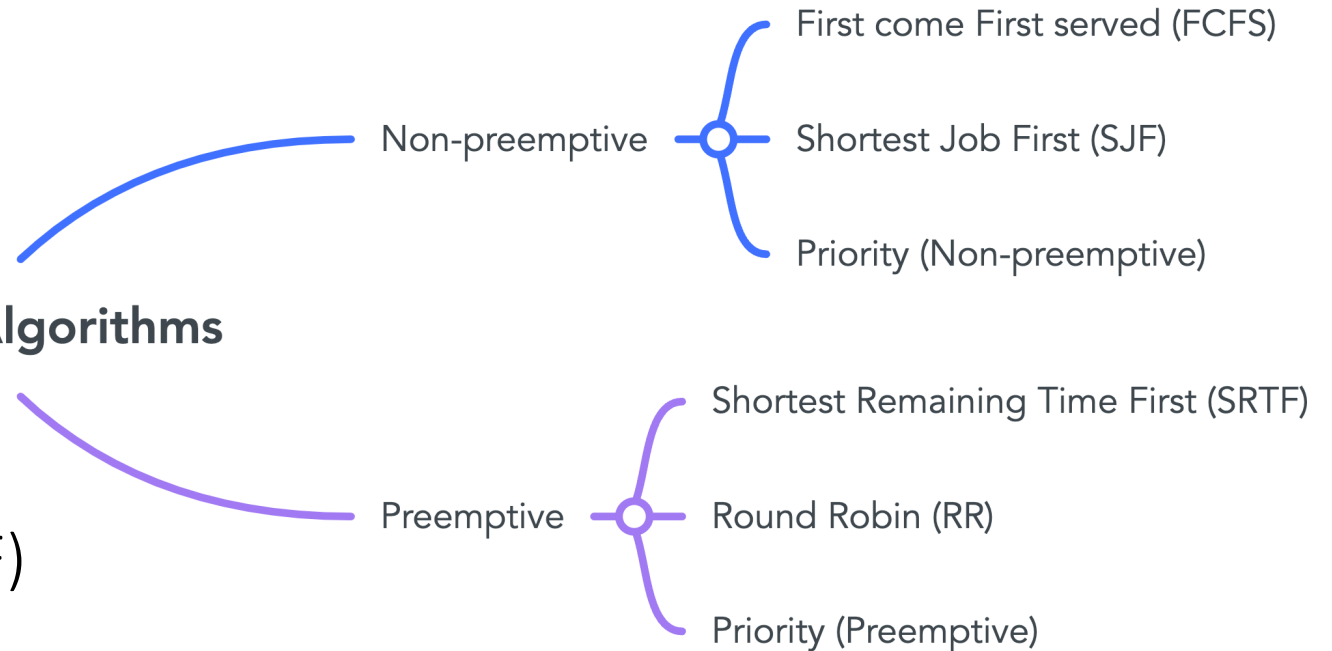 First come First served (FCFS)
Non-preemptive
Shortest Job First (SJF)
Priority (Non-preemptive)
lgorithms
Shortest Remaining Time First (SRTF)
Preemptive
Round Robin (RR)
)
Priority (Preemptive)